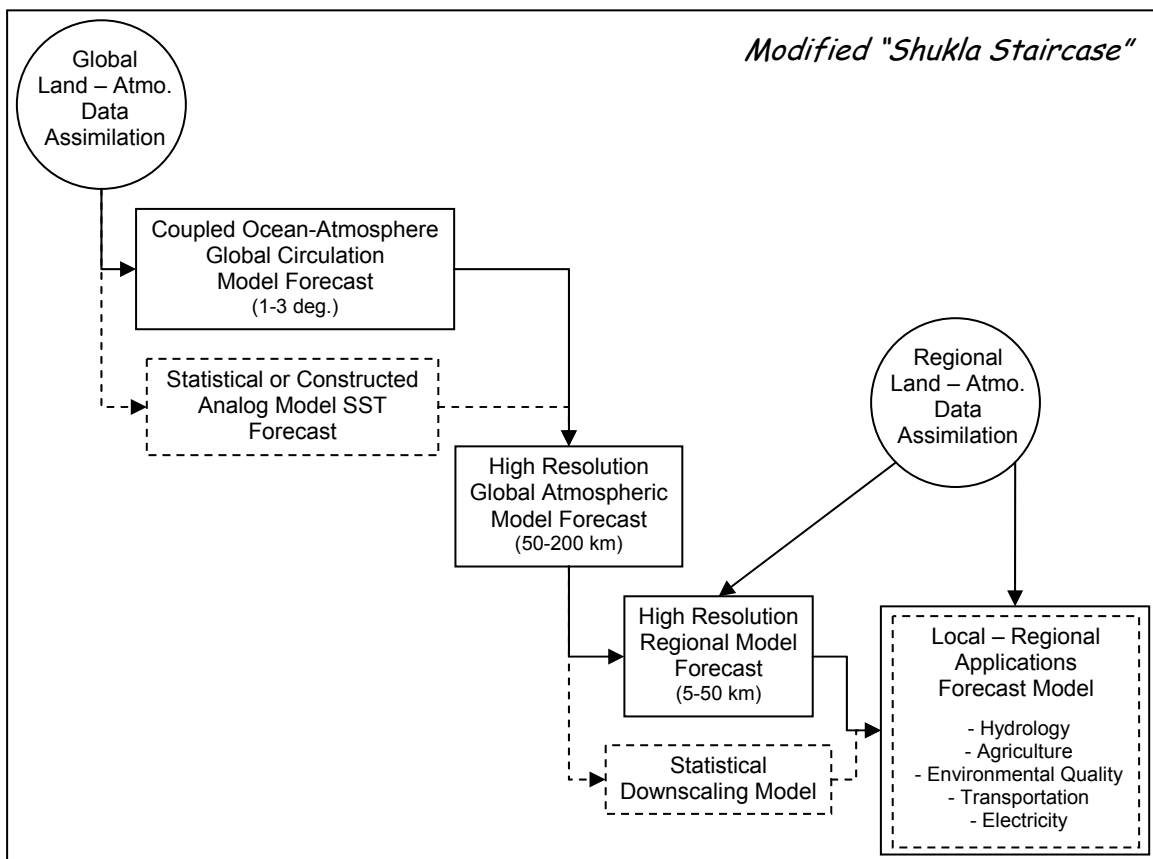 Modified "Shukla Staircase"
Global
Land – Atmo.
Data
Assimilation
Coupled Ocean-Atmosphere
Global Circulation
Model Forecast
(1-3 deg.)
Statistical or Constructed
Analog Model SST
Forecast
High Resolution
Global Atmospheric
Model Forecast
(50-200 km)
Regional
Land – Atmo.
Data
Assimilation
High Resolution
Regional Model
Forecast
(5-50 km)
Statistical
Downscaling Model
Local – Regional
Applications
Forecast Model
- Hydrology
- Agriculture
- Environmental Quality
- Transportation
- Electricity